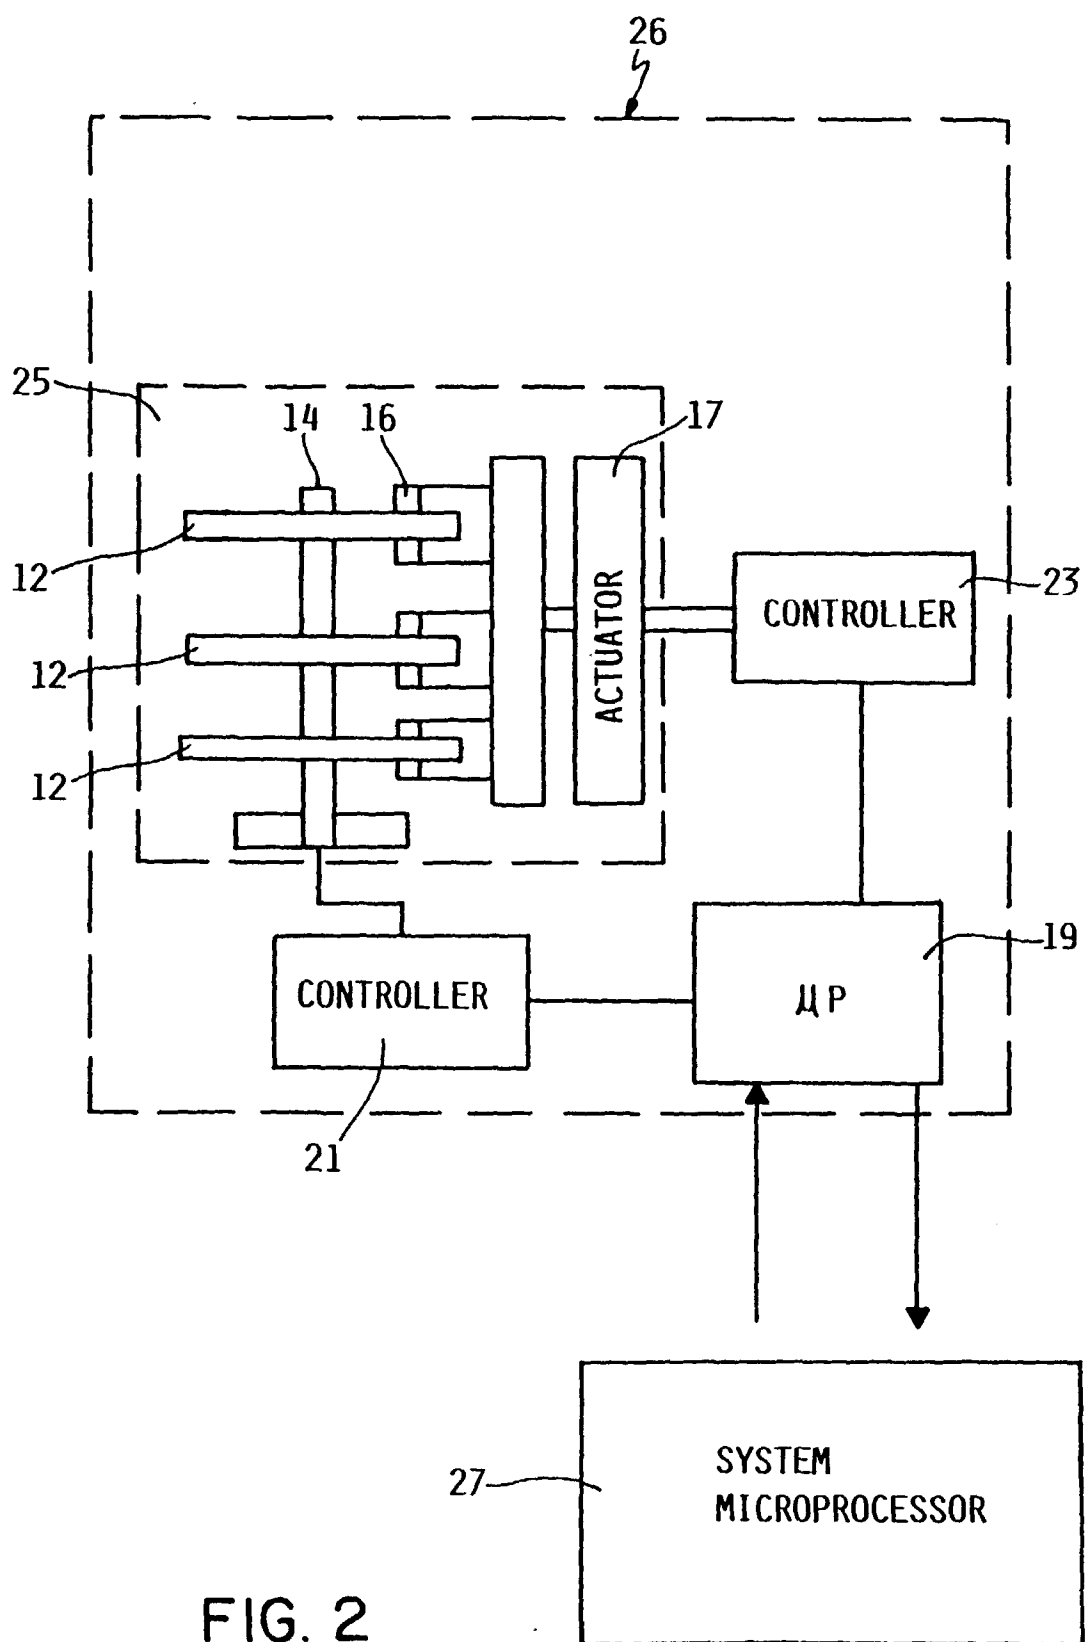 26
25
14
16
17
12
ACTUATOR
CONTROLLER
23
12
12
19
CONTROLLER
μP
21
SYSTEM
MICROPROCESSOR
27
FIG. 2